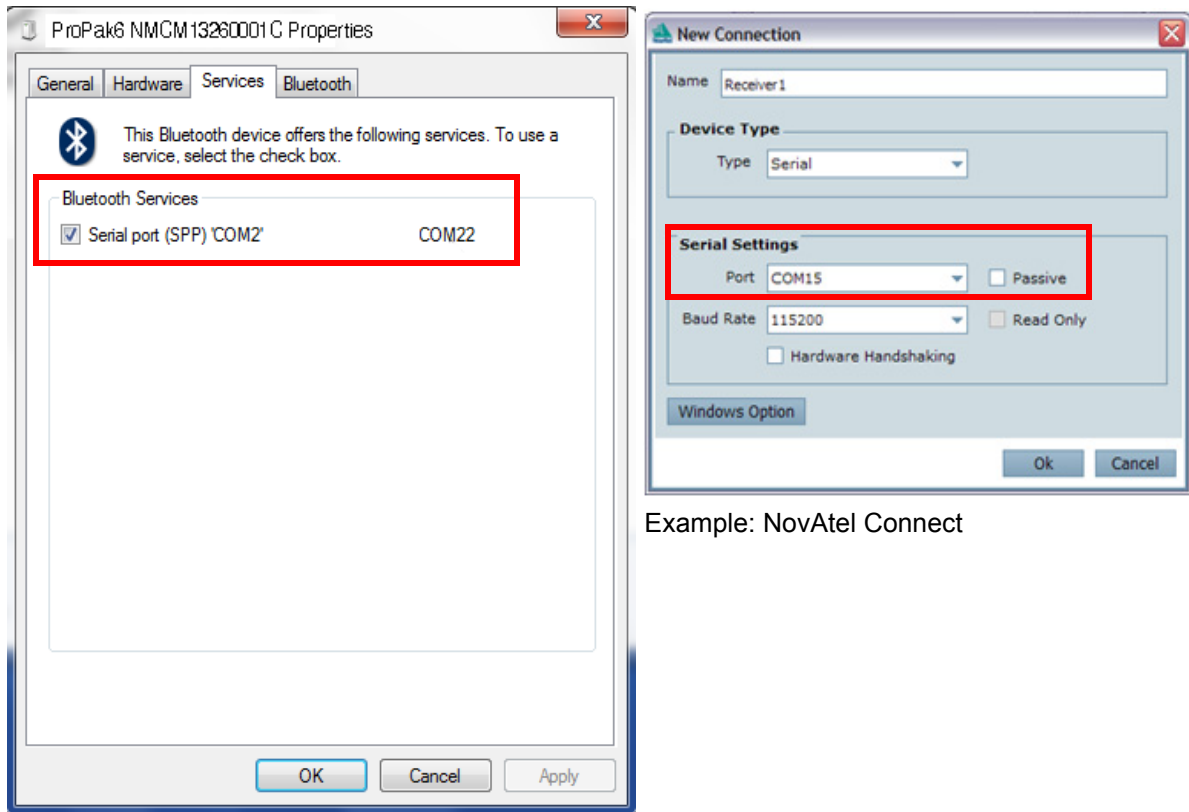 ProPak6 NMCM13260001C Properties
General Hardware Services Bluetooth
This Bluetooth device offers the following services. To use a
service, select the check box.
Bluetooth Services
Serial port (SPP) 'COM2' COM22
OK Cancel Apply
New Connection
Name Receiver1
Device Type
Type Serial
Serial Settings
Port COM15 Passive
Baud Rate 115200 Read Only
Hardware Handshaking
Windows Option
Ok Cancel
Example: NovAtel Connect